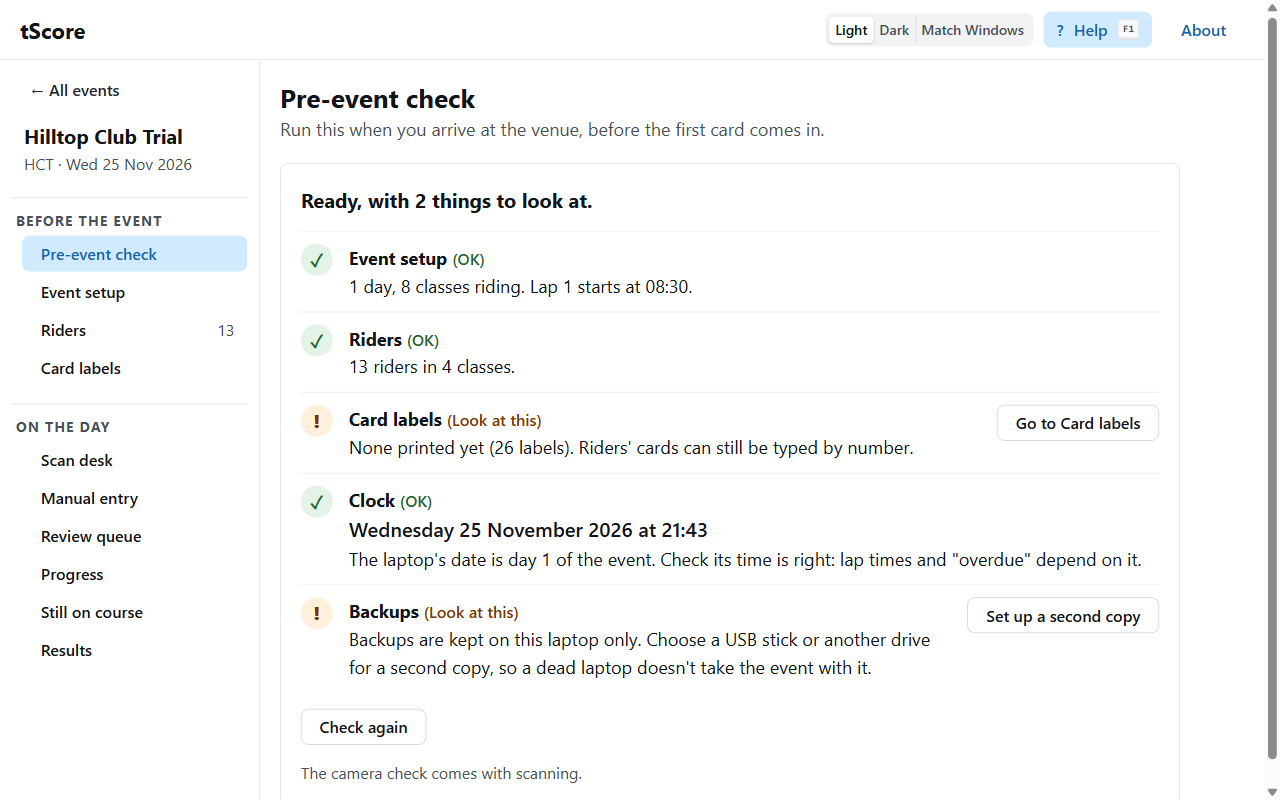 tScore
Light Dark Match Windows
? Help F1
About
← All events
Hilltop Club Trial
HCT · Wed 25 Nov 2026
BEFORE THE EVENT
Pre-event check
Event setup
Riders 13
Card labels
ON THE DAY
Scan desk
Manual entry
Review queue
Progress
Still on course
Results
Pre-event check
Run this when you arrive at the venue, before the first card comes in.
Ready, with 2 things to look at.
✓ Event setup (OK)
1 day, 8 classes riding. Lap 1 starts at 08:30.
✓ Riders (OK)
13 riders in 4 classes.
! Card labels (Look at this)
None printed yet (26 labels). Riders' cards can still be typed by number.
Go to Card labels
✓ Clock (OK)
Wednesday 25 November 2026 at 21:43
The laptop's date is day 1 of the event. Check its time is right: lap times and "overdue" depend on it.
! Backups (Look at this)
Backups are kept on this laptop only. Choose a USB stick or another drive
for a second copy, so a dead laptop doesn't take the event with it.
Set up a second copy
Check again
The camera check comes with scanning.